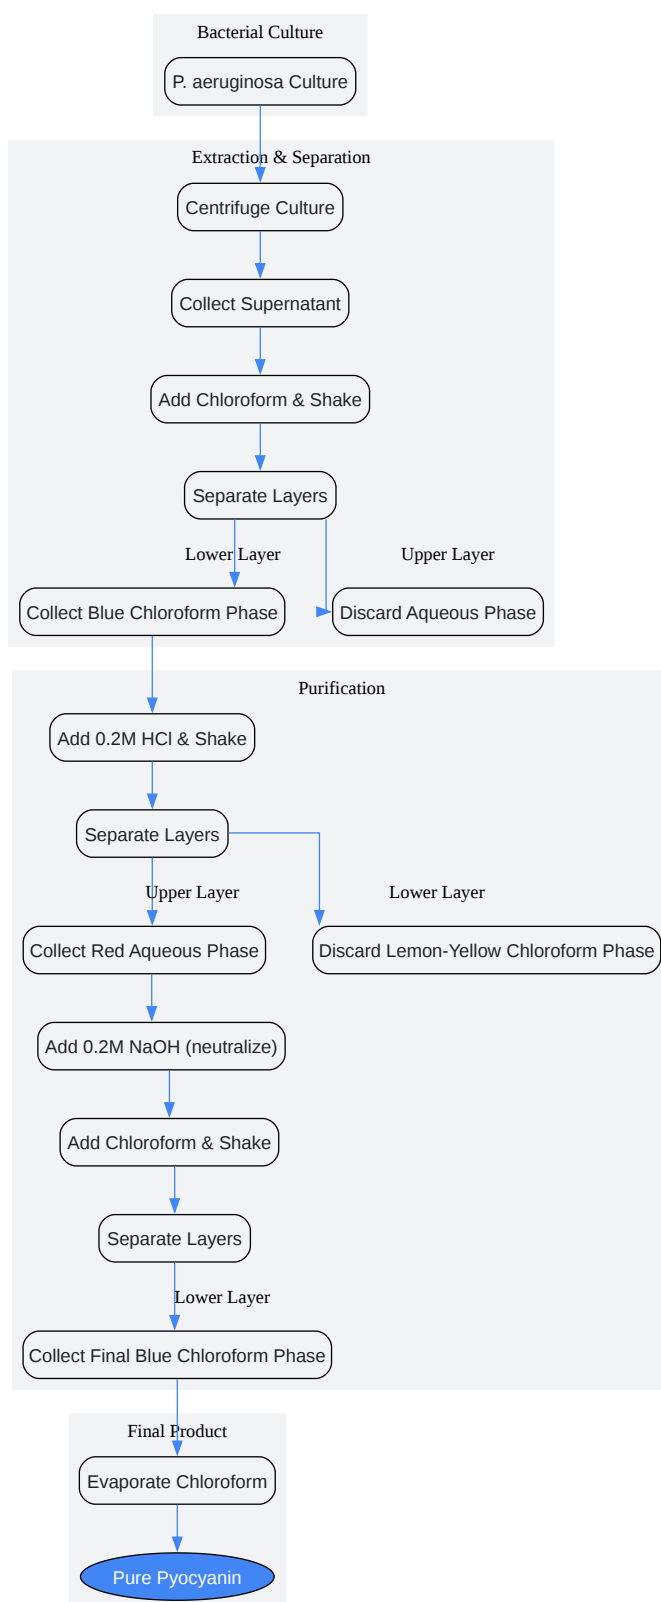 Bacterial Culture
P. aeruginosa Culture
Extraction & Separation
Centrifuge Culture
Collect Supernatant
Add Chloroform & Shake
Separate Layers
Lower Layer
Upper Layer
Collect Blue Chloroform Phase
Discard Aqueous Phase
Purification
Add 0.2M HCl & Shake
Separate Layers
Upper Layer
Lower Layer
Collect Red Aqueous Phase
Discard Lemon-Yellow Chloroform Phase
Add 0.2M NaOH (neutralize)
Add Chloroform & Shake
Separate Layers
Lower Layer
Collect Final Blue Chloroform Phase
Final Product
Evaporate Chloroform
Pure Pyocyanin